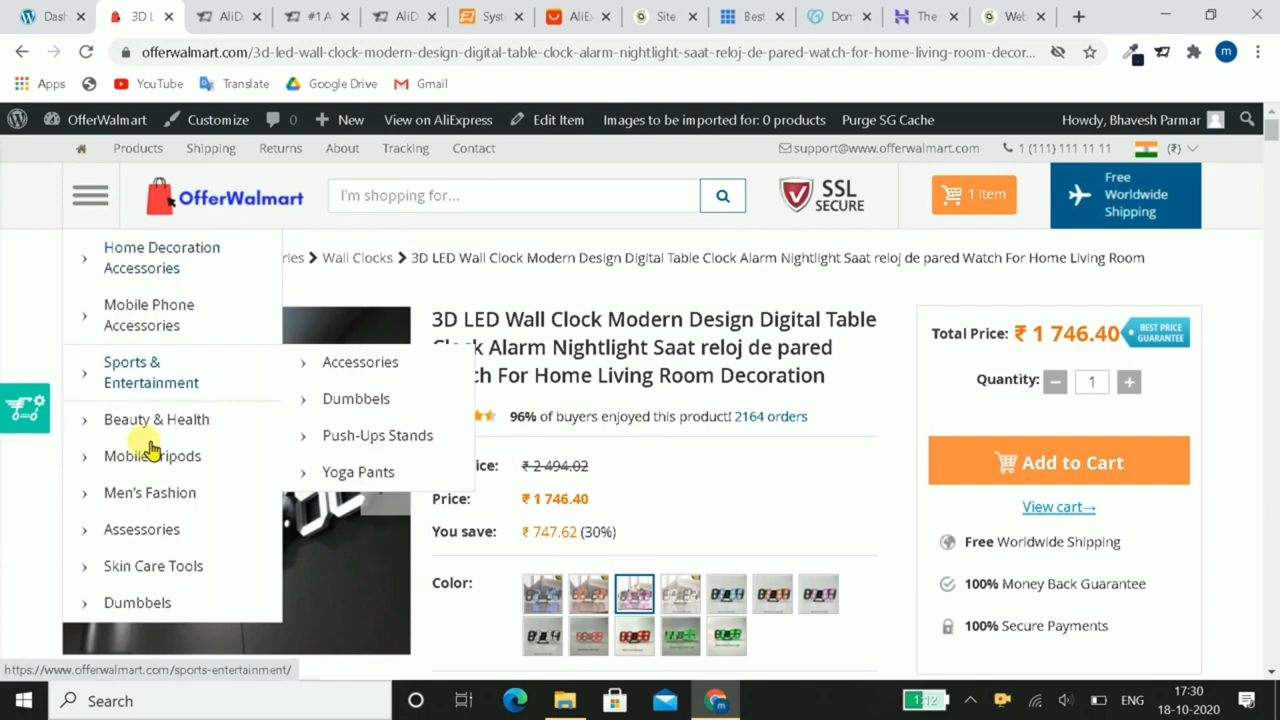 Dash
3D L
AliD
#1 A
AliD
Syst
AliEx
Site
Best
Dom
The
Web
offerwalmart.com/3d-led-wall-clock-modern-design-digital-table-clock-alarm-nightlight-saat-reloj-de-pared-watch-for-home-living-room-decor...
m
Apps
YouTube
Translate
Google Drive
Gmail
OfferWalmart
Customize
0
New
View on AliExpress
Edit Item
Images to be imported for: 0 products
Purge SG Cache
Howdy, Bhavesh Parmar
Products
Shipping
Returns
About
Tracking
Contact
support@www.offerwalmart.com
1 (111) 111 11 11
(₹)
OfferWalmart
I'm shopping for...
SSL
SECURE
1 Item
Free
Worldwide
Shipping
Home Decoration
Accessories
Mobile Phone
Accessories
Sports &
Entertainment
Beauty & Health
Mobile Tripods
Men's Fashion
Assessories
Skin Care Tools
Dumbbels
Accessories
Dumbbels
Push-Ups Stands
Yoga Pants
ries > Wall Clocks > 3D LED Wall Clock Modern Design Digital Table Clock Alarm Nightlight Saat reloj de pared Watch For Home Living Room
3D LED Wall Clock Modern Design Digital Table
Clock Alarm Nightlight Saat reloj de pared
ch For Home Living Room Decoration
96% of buyers enjoyed this product! 2164 orders
ice: ₹ 2 494.02
Price: ₹ 1 746.40
You save: ₹ 747.62 (30%)
Color:
Total Price: ₹ 1 746.40
BEST PRICE
GUARANTEE
Quantity: − 1 +
Add to Cart
View cart→
Free Worldwide Shipping
100% Money Back Guarantee
100% Secure Payments
https://www.offerwalmart.com/sports-entertainment/
Search
1:12
ENG
17:30
18-10-2020